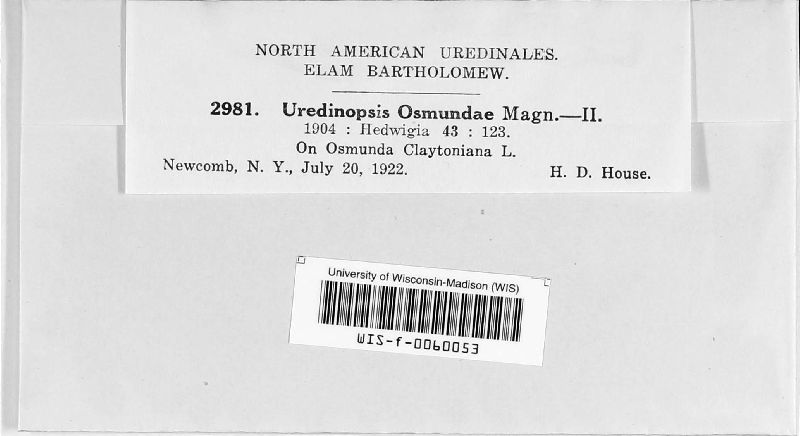 NORTH AMERICAN UREDINALES.
ELAM BARTHOLOMEW.
2981. Uredinopsis Osmundae Magn.—II.
1904 : Hedwigia 43 : 123.
On Osmunda Claytoniana L.
Newcomb, N. Y., July 20, 1922. H. D. House.
University of Wisconsin-Madison (WIS)
WIS-f-0060053